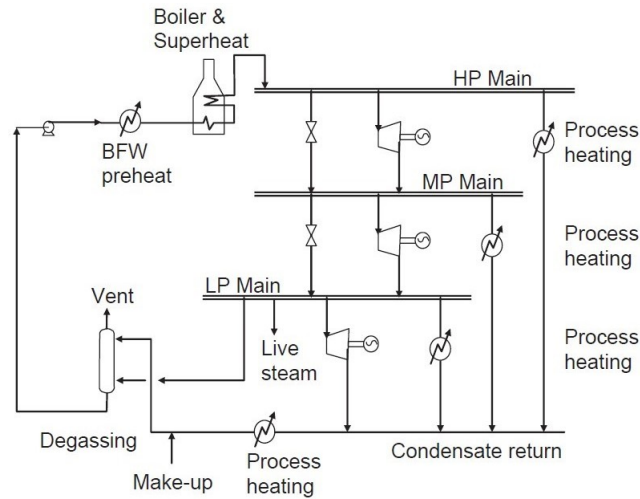 Boiler &
Superheat
HP Main
Process
heating
BFW
preheat
MP Main
Process
heating
LP Main
Vent
Live
steam
Process
heating
Degassing
Condensate return
Make-up
Process
heating